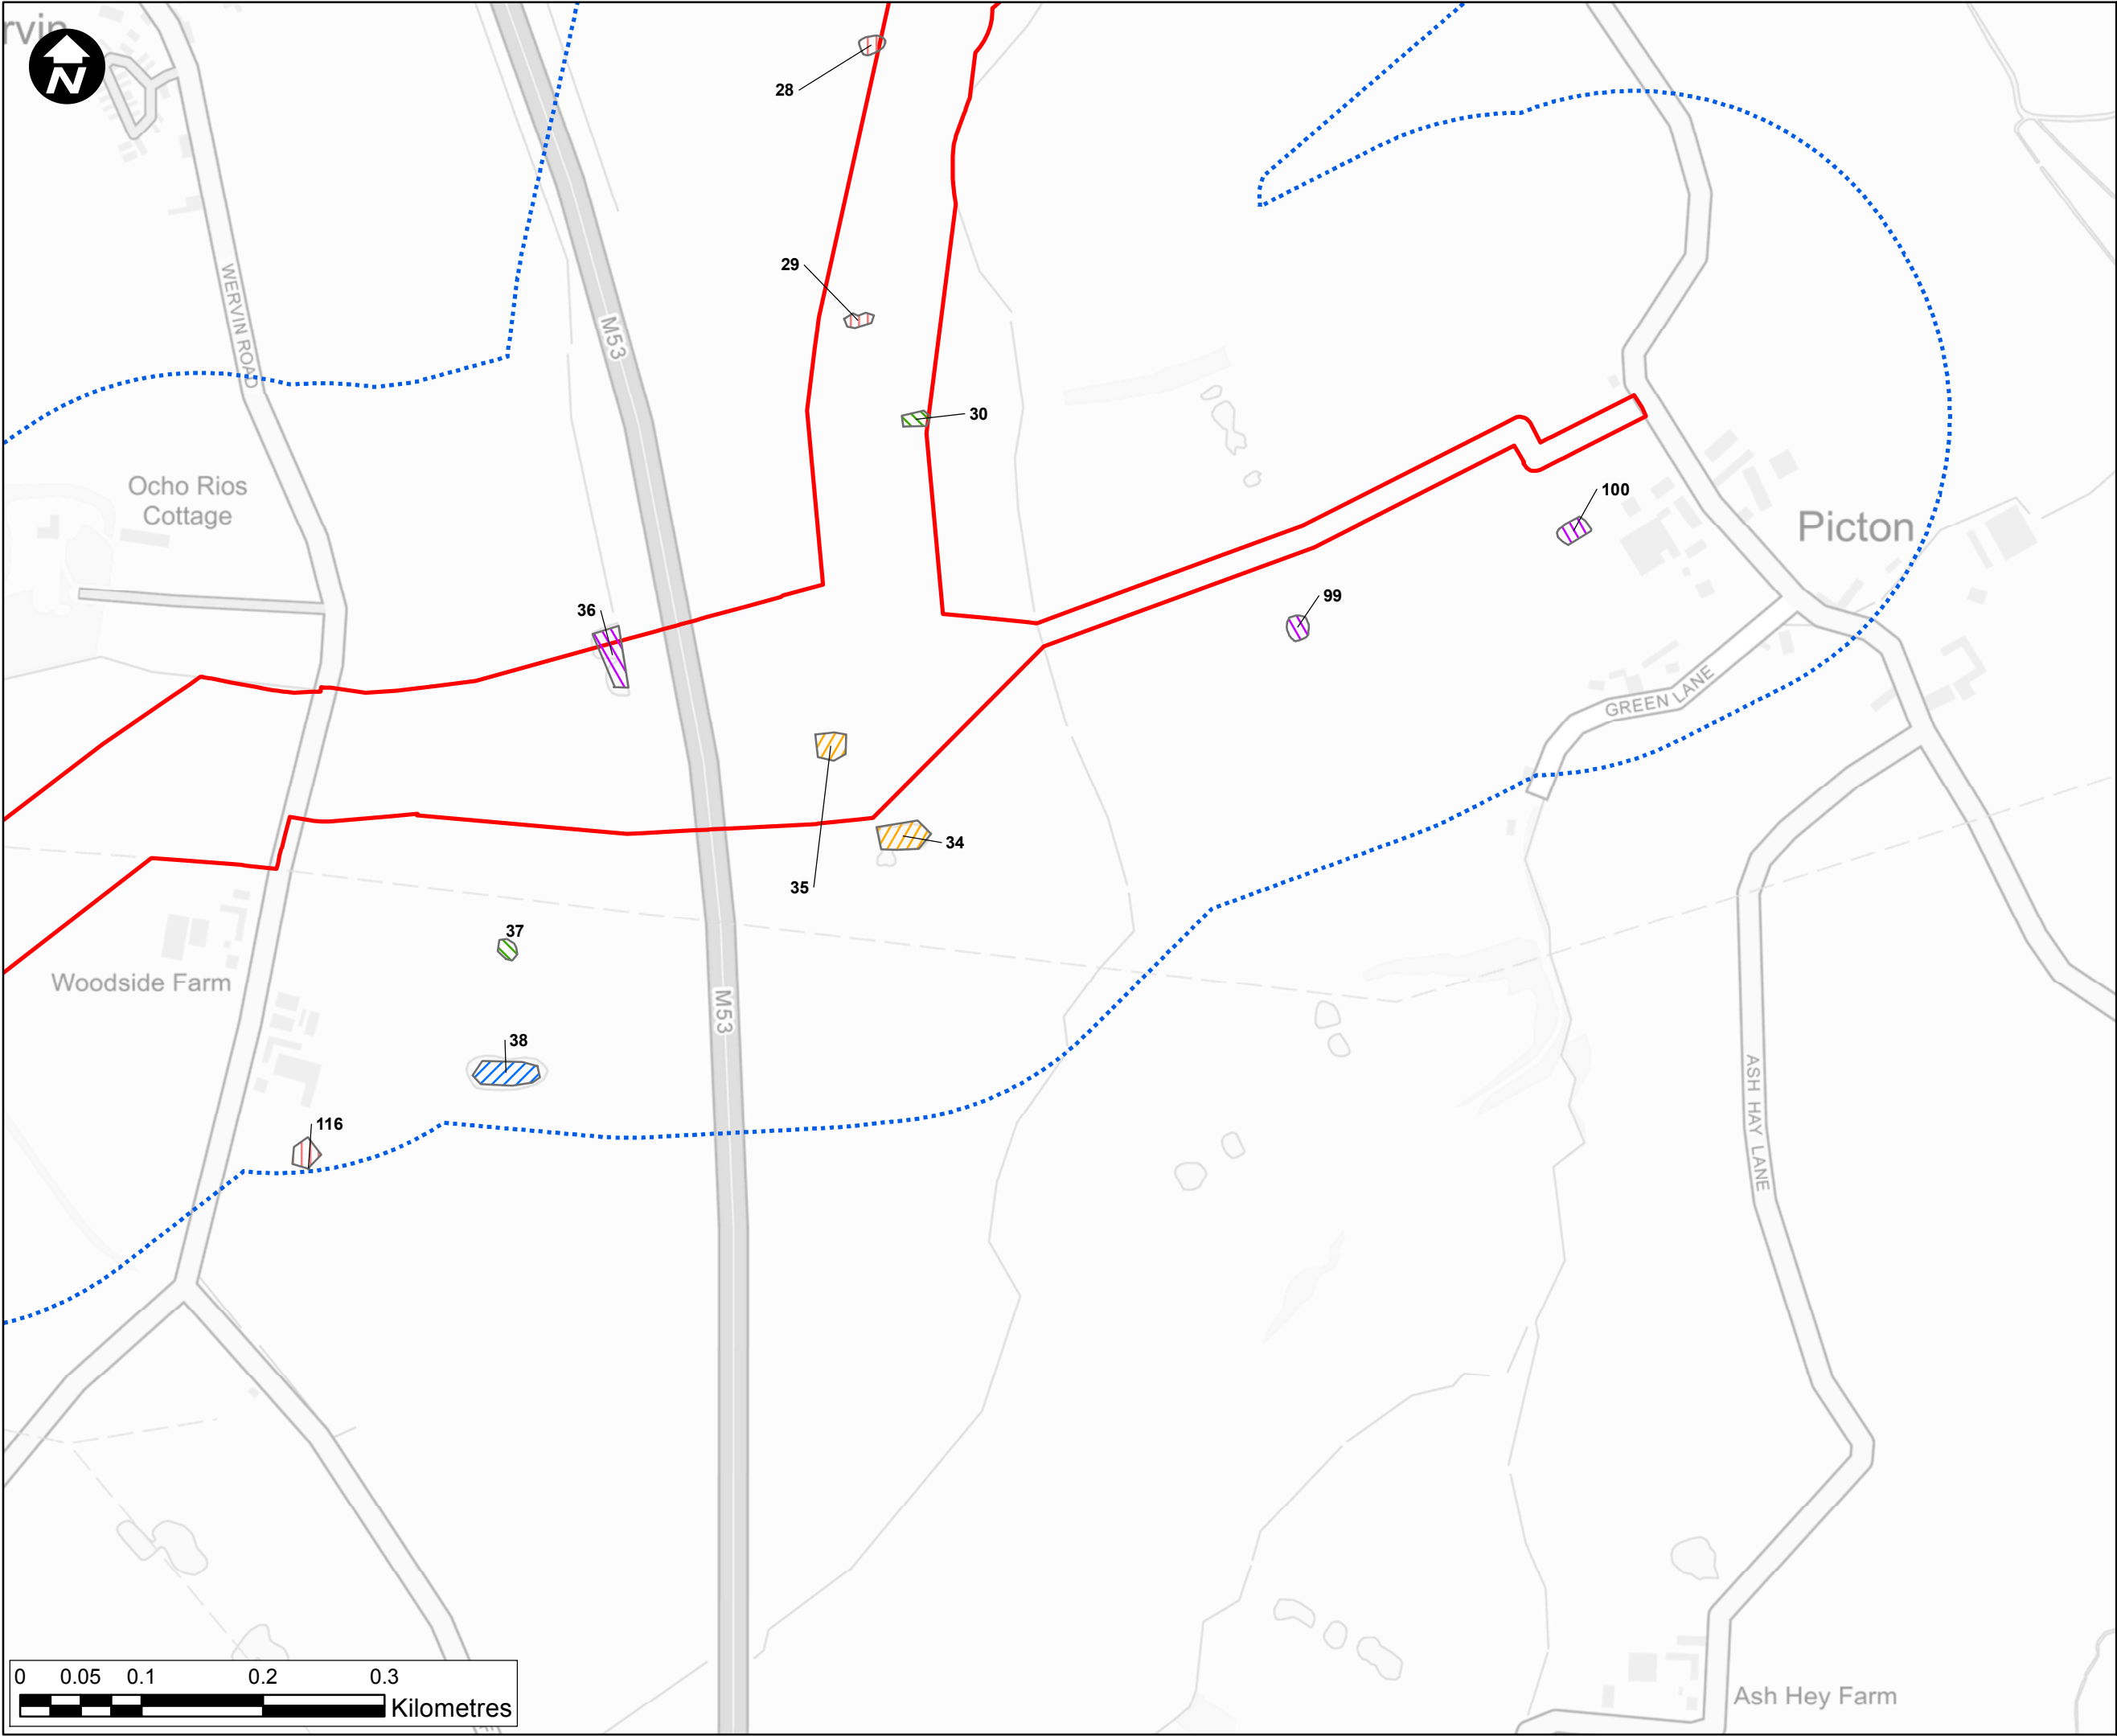 rvin
N
28
WERVIN ROAD
M53
29
30
Ocho Rios
Cottage
100
Picton
36
99
GREEN LANE
34
35
37
Woodside Farm
M53
38
ASH HAY LANE
116
0 0.05 0.1 0.2 0.3
Kilometres
Ash Hey Farm